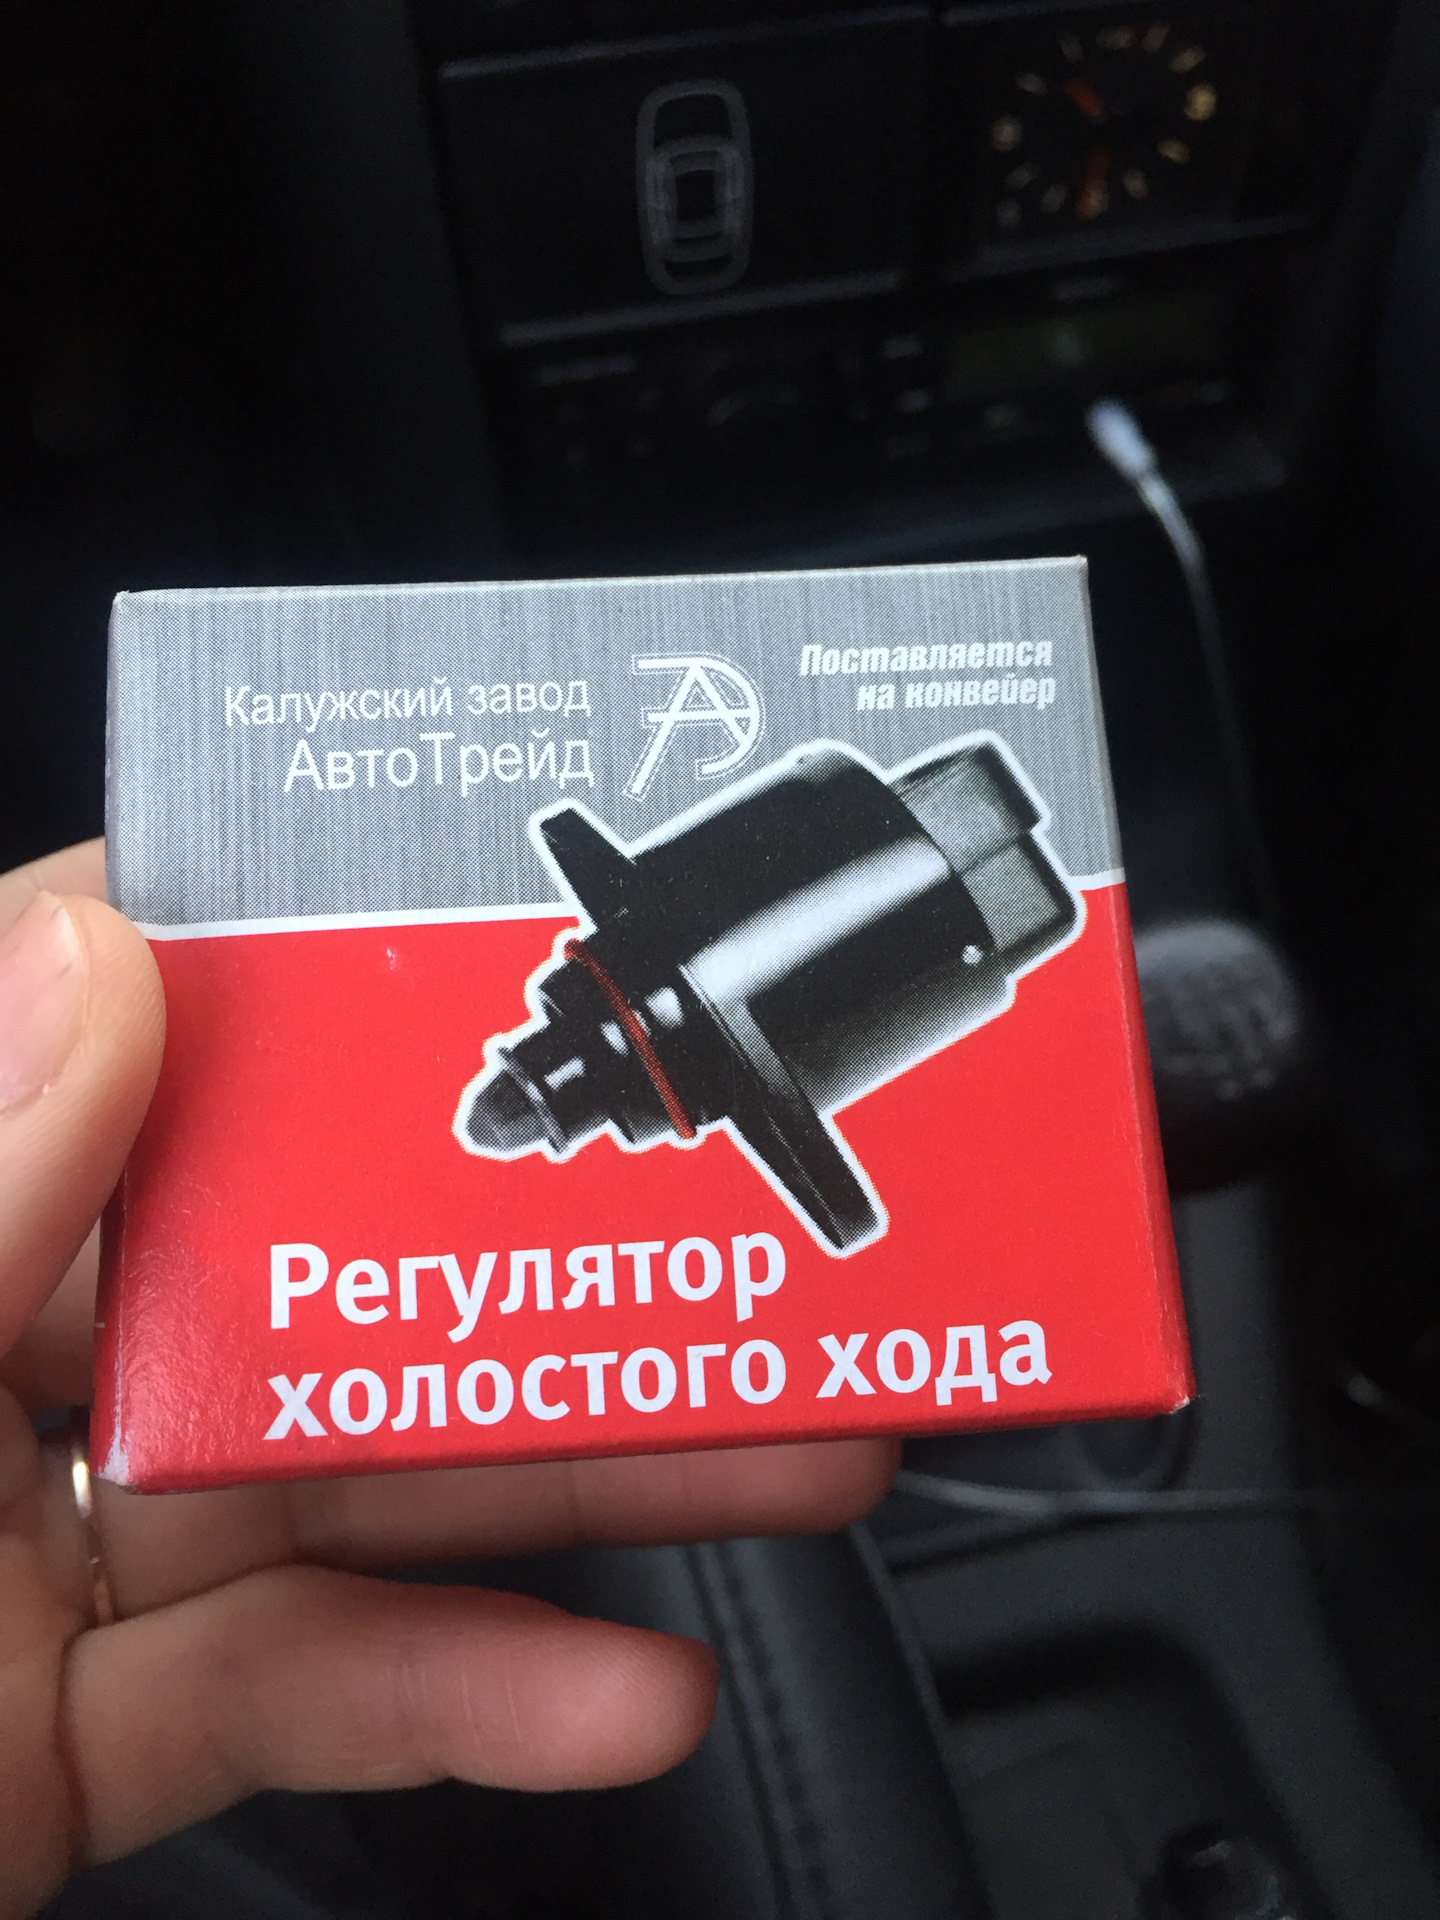 Калужский завод
АвтоТрейд
Поставляется
на конвейер
Регулятор
холостого хода